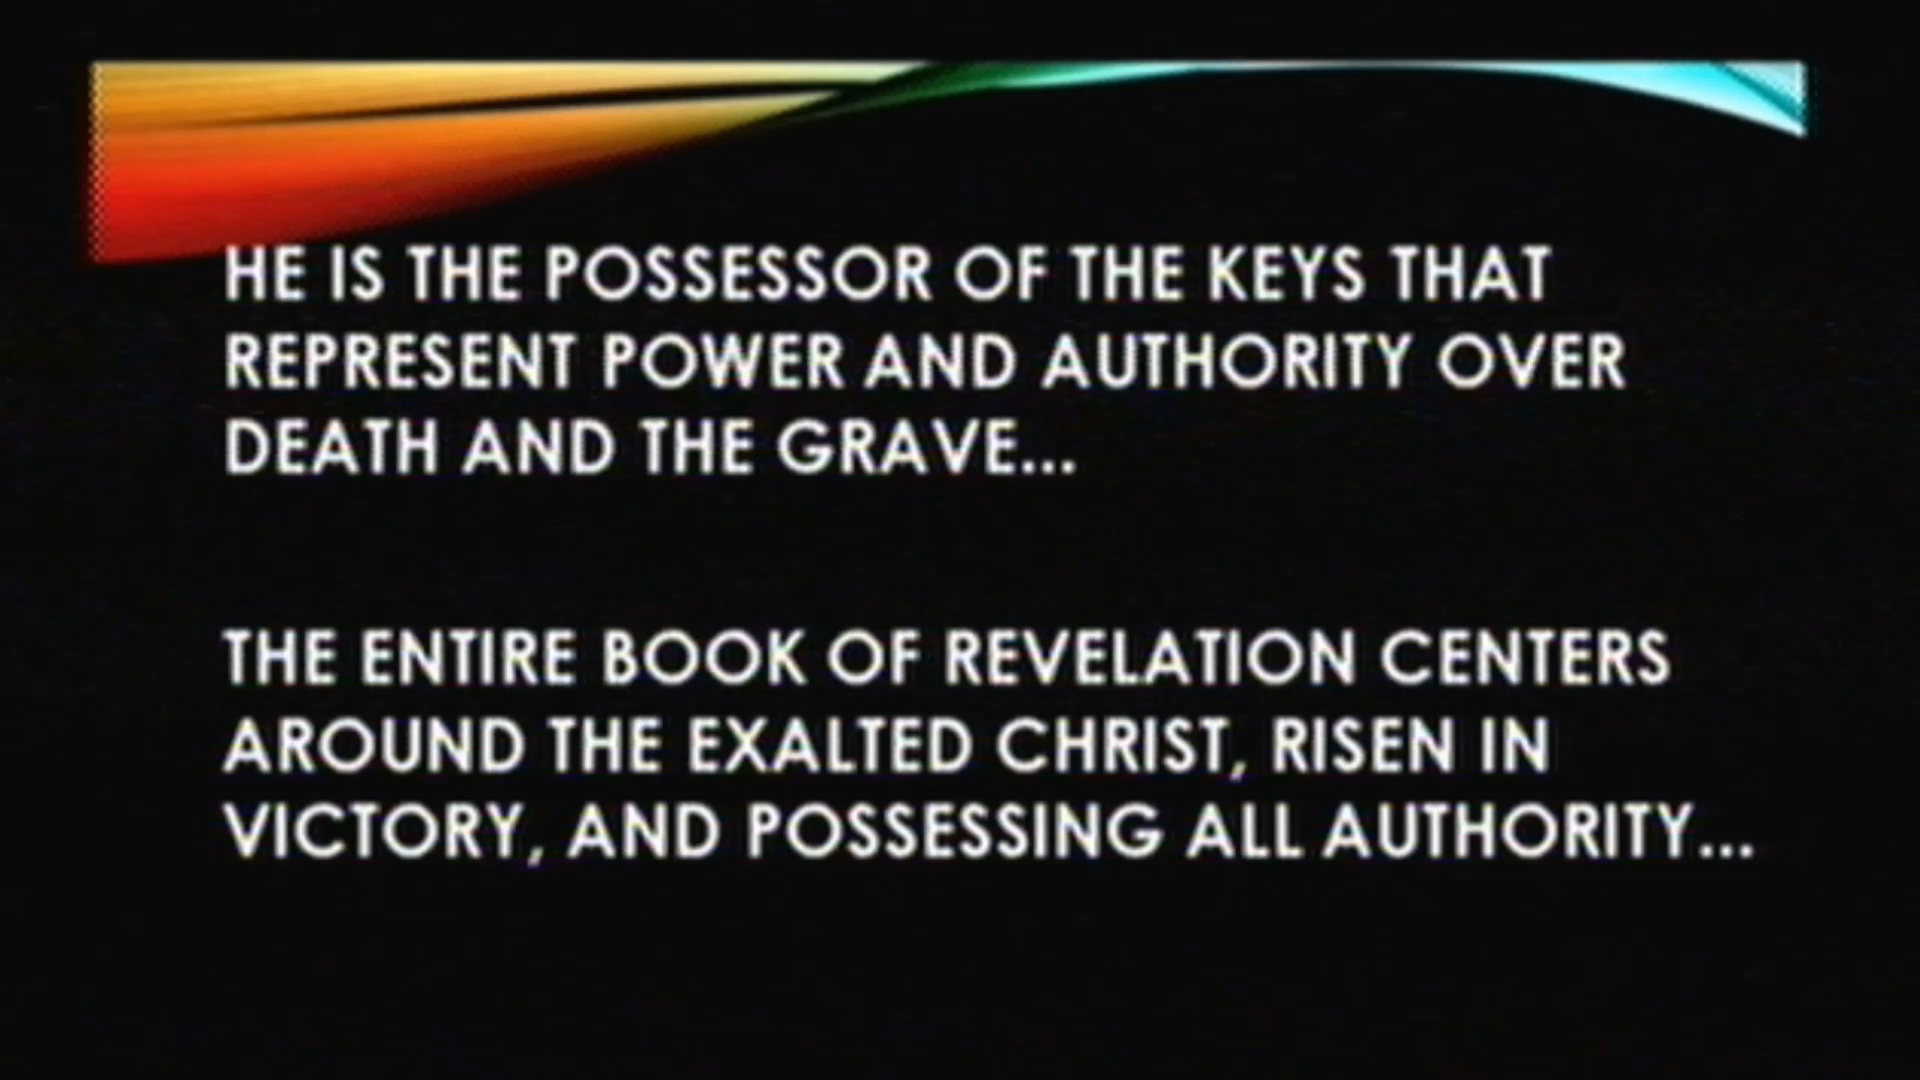 HE IS THE POSSESSOR OF THE KEYS THAT
REPRESENT POWER AND AUTHORITY OVER
DEATH AND THE GRAVE...
THE ENTIRE BOOK OF REVELATION CENTERS
AROUND THE EXALTED CHRIST, RISEN IN
VICTORY, AND POSSESSING ALL AUTHORITY...